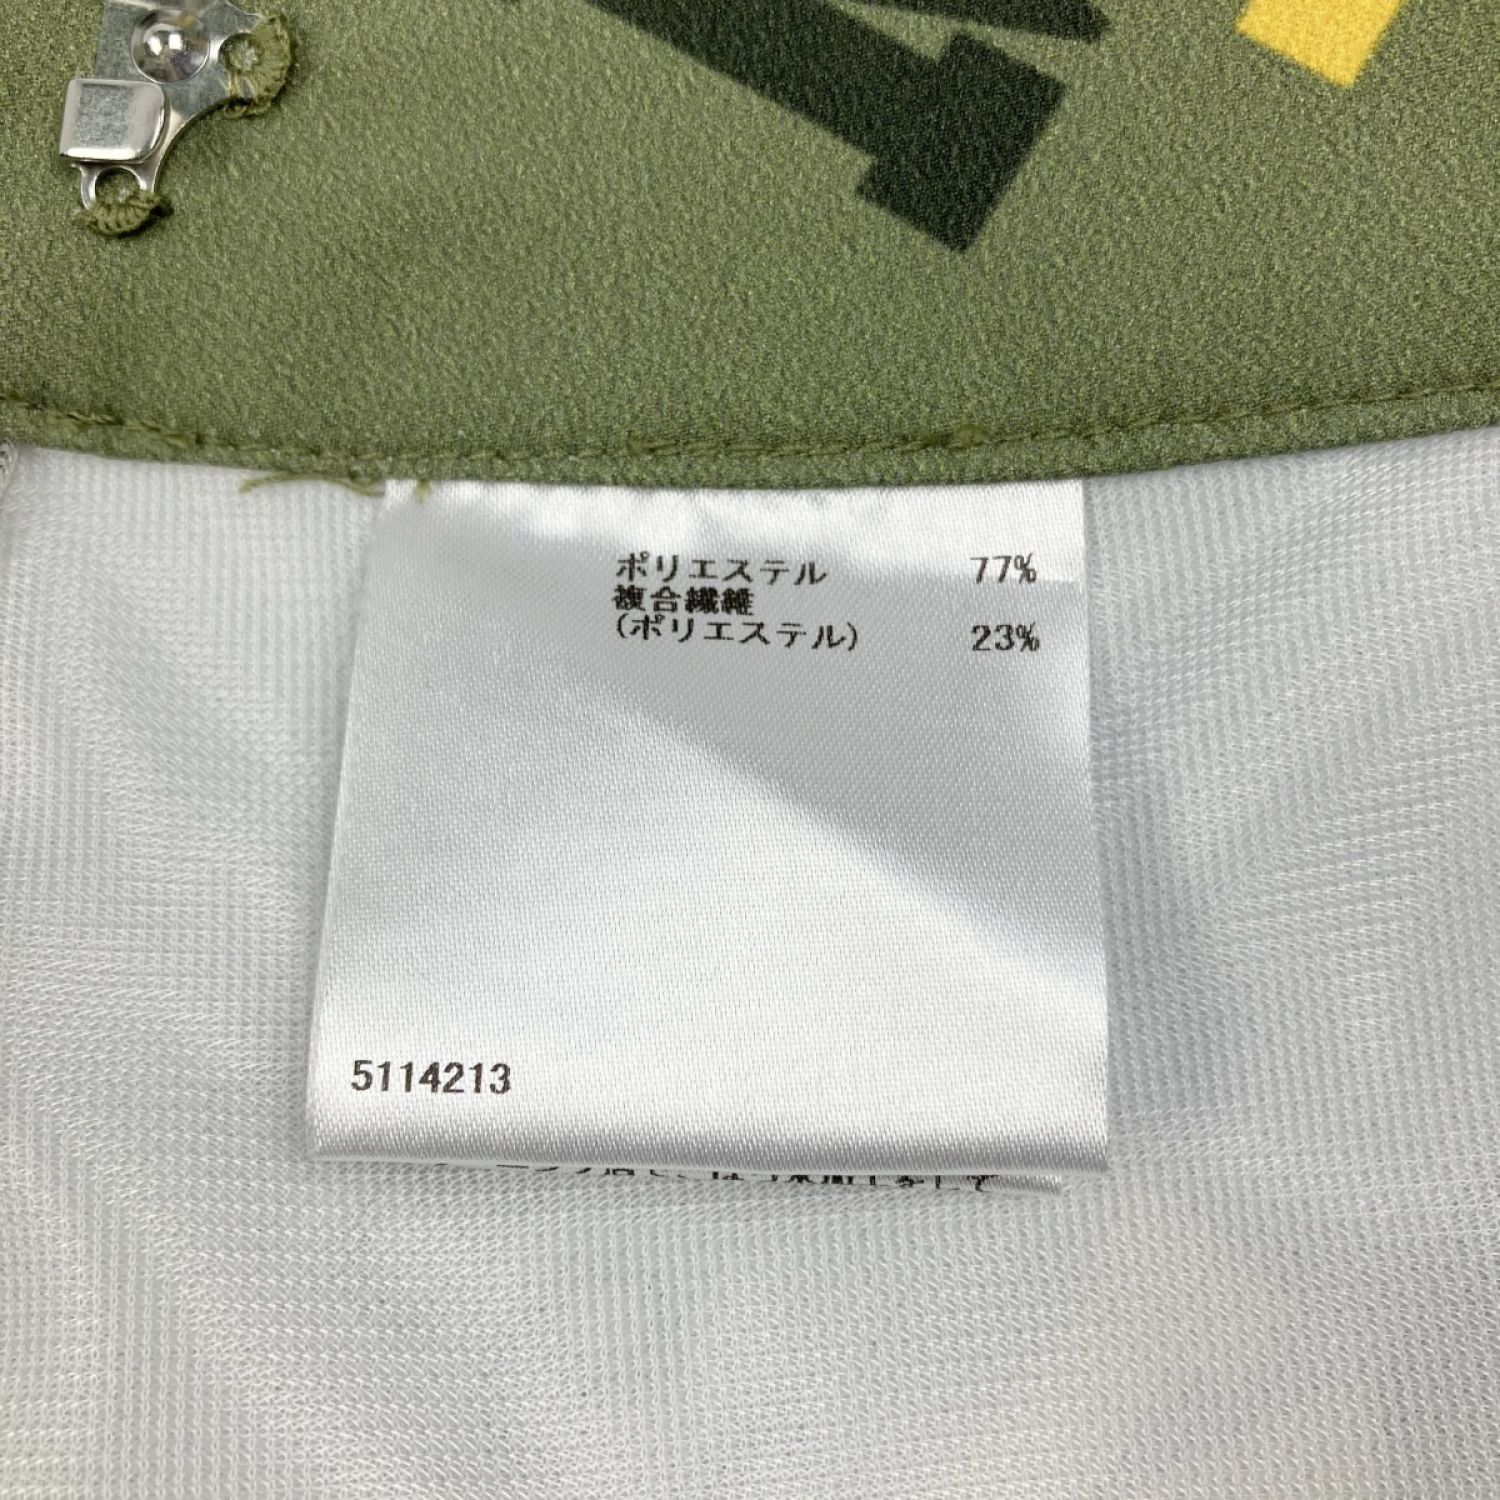 ポリエステル 77%
複合繊維
(ポリエステル) 23%
5114213